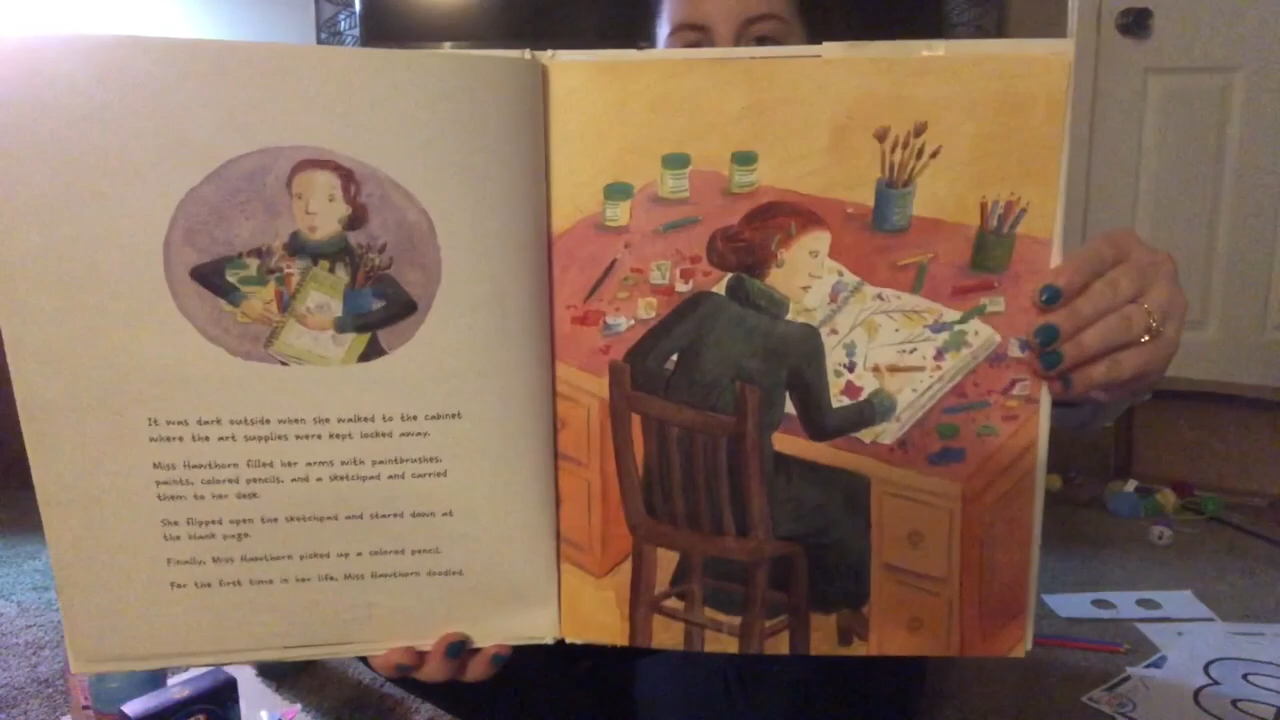 It was dark outside when she walked to the cabinet
where the art supplies were kept locked away.
Miss Hawthorn filled her arms with paintbrushes,
paints, colored pencils, and a sketchpad and carried
them to her desk.
She flipped open the sketchpad and stared down at
the blank page.
Finally, Miss Hawthorn picked up a colored pencil.
For the first time in her life, Miss Hawthorn doodled.